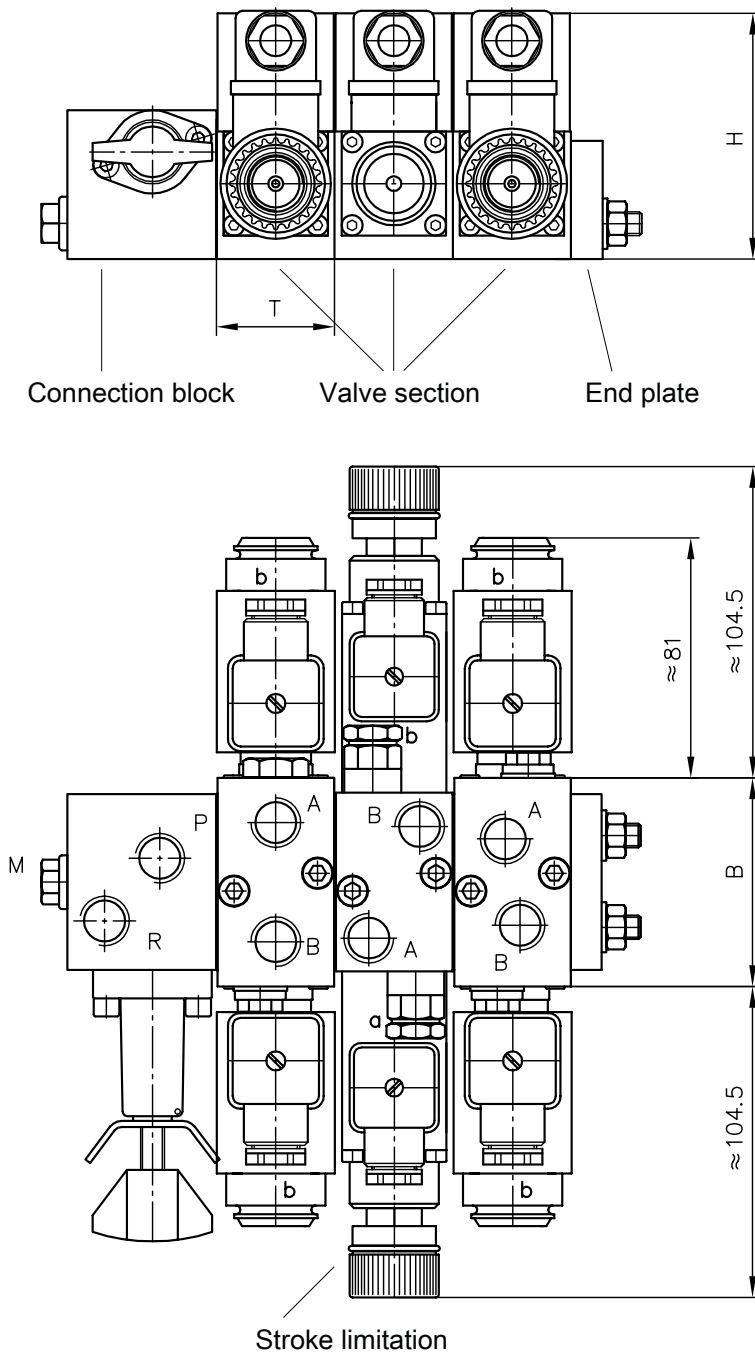 H
T
Connection block
Valve section
End plate
b
b
≈81
≈104.5
b
A
B
A
P
M
B
R
B
A
B
a
≈104.5
b
b
Stroke limitation